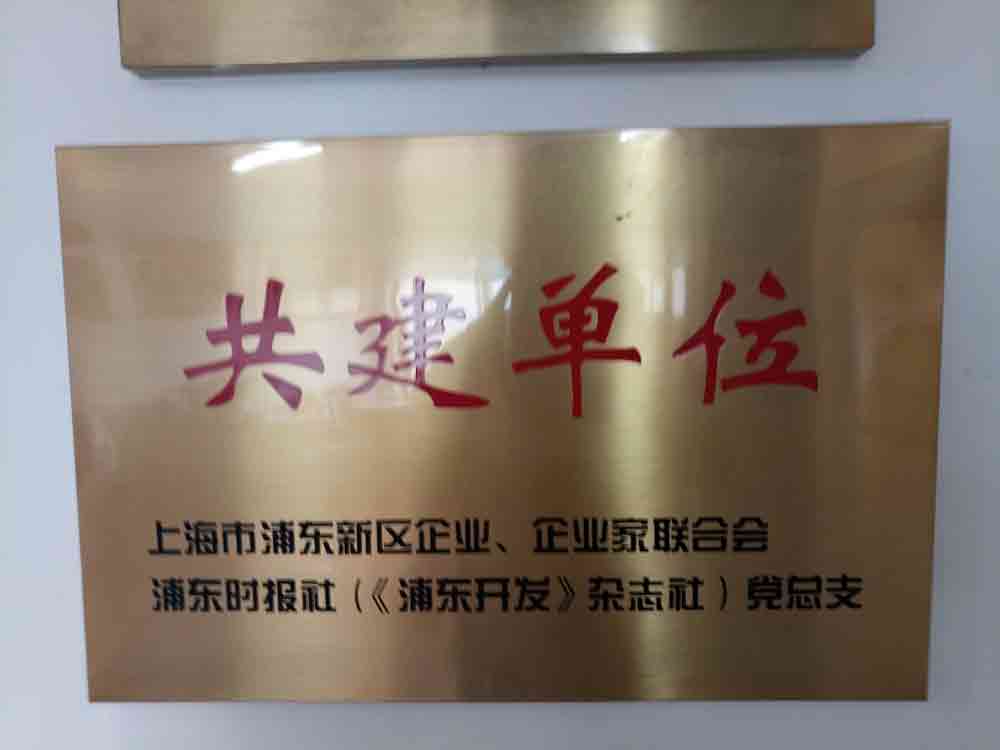 共建单位
上海市浦东新区企业、企业家联合会
浦东时报社(《浦东开发》杂志社)党总支